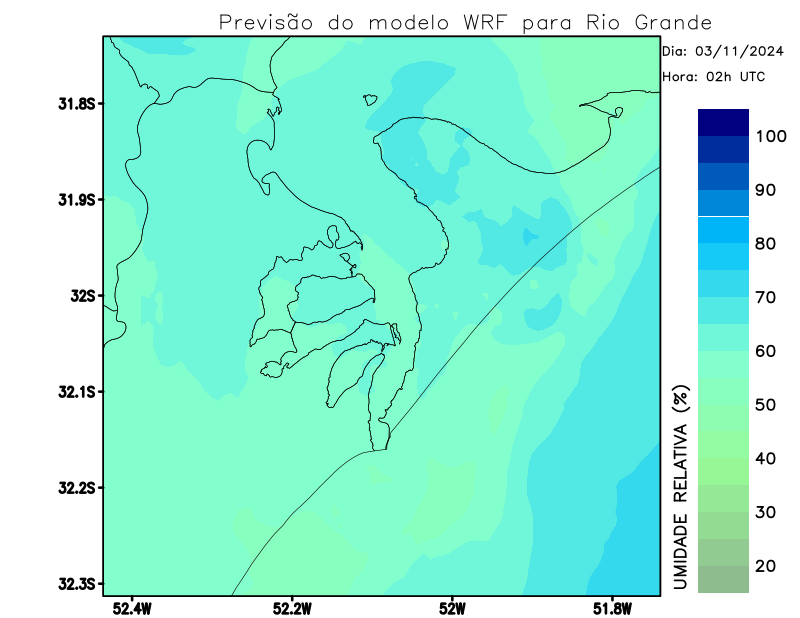 Previsão do modelo WRF para Rio Grande
Dia: 03/11/2024
Hora: 02h UTC
31.8S
31.9S
32S
32.1S
32.2S
32.3S
52.4W
52.2W
52W
51.8W
UMIDADE RELATIVA (%)
100
90
80
70
60
50
40
30
20